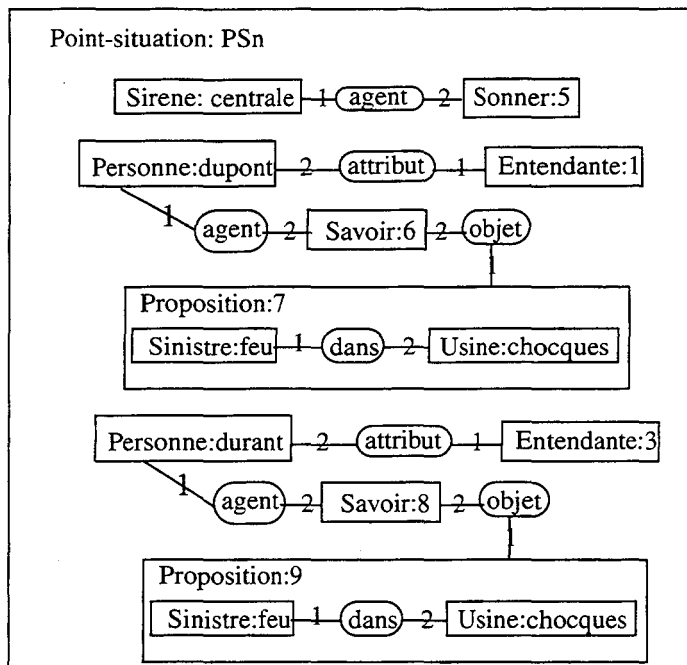 Point-situation: PSn
Sirene: centrale 1 agent 2 Sonner:5
Personne:dupont 2 attribut 1 Entendante:1
1 agent 2 Savoir:6 2 objet
1
Proposition:7
Sinistre:feu 1 dans 2 Usine:chocques
Personne:durant 2 attribut 1 Entendante:3
1 agent 2 Savoir:8 2 objet
1
Proposition:9
Sinistre:feu 1 dans 2 Usine:chocques